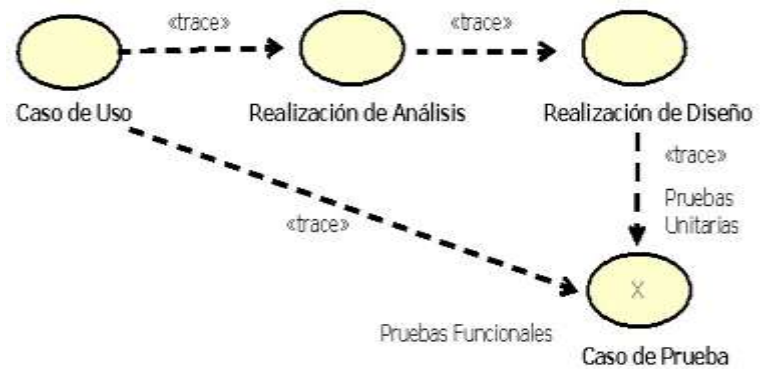 «trace»
«trace»
Caso de Uso
Realización de Análisis
Realización de Diseño
«trace»
Pruebas
Unitarias
«trace»
X
Pruebas Funcionales
Caso de Prueba